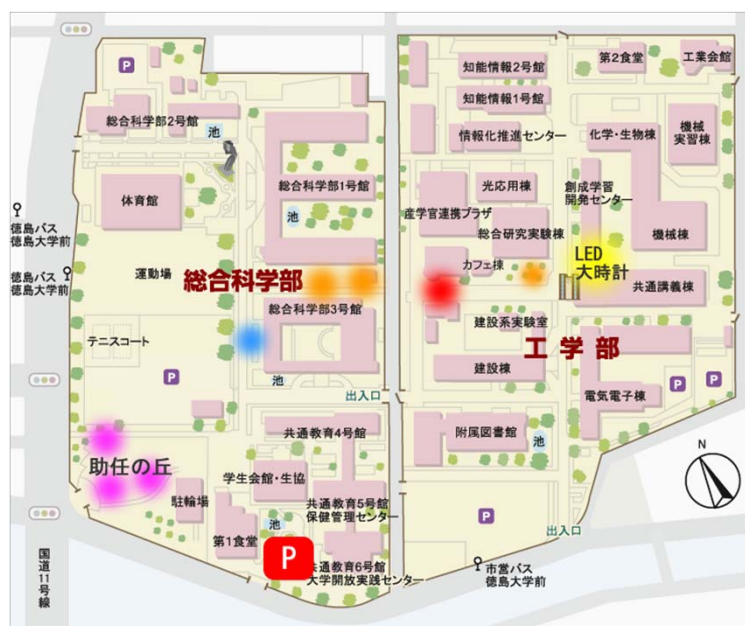 P
総合科学部2号館
池
総合科学部1号館
体育館
池
徳島バス
徳島大学前
徳島バス
徳島大学前
運動場
総合科学部
総合科学部3号館
テニスコート
P
池
出入口
助任の丘
共通教育4号館
学生会館・生協
駐輪場
共通教育5号館
保健管理センター
池
第1食堂
P
共通教育6号館
大学開放実践センター
国道11号線
P
知能情報2号館
第2食堂
工業会館
知能情報1号館
情報化推進センター
化学・生物棟
機械
実習棟
光応用棟
創成学習
開発センター
産学官連携プラザ
総合研究実験棟
機械棟
カフェ棟
LED
大時計
共通講義棟
建設系実験室
工学部
建設棟
電気電子棟
P
P
附属図書館
池
N
P
出入口
市営バス
徳島大学前